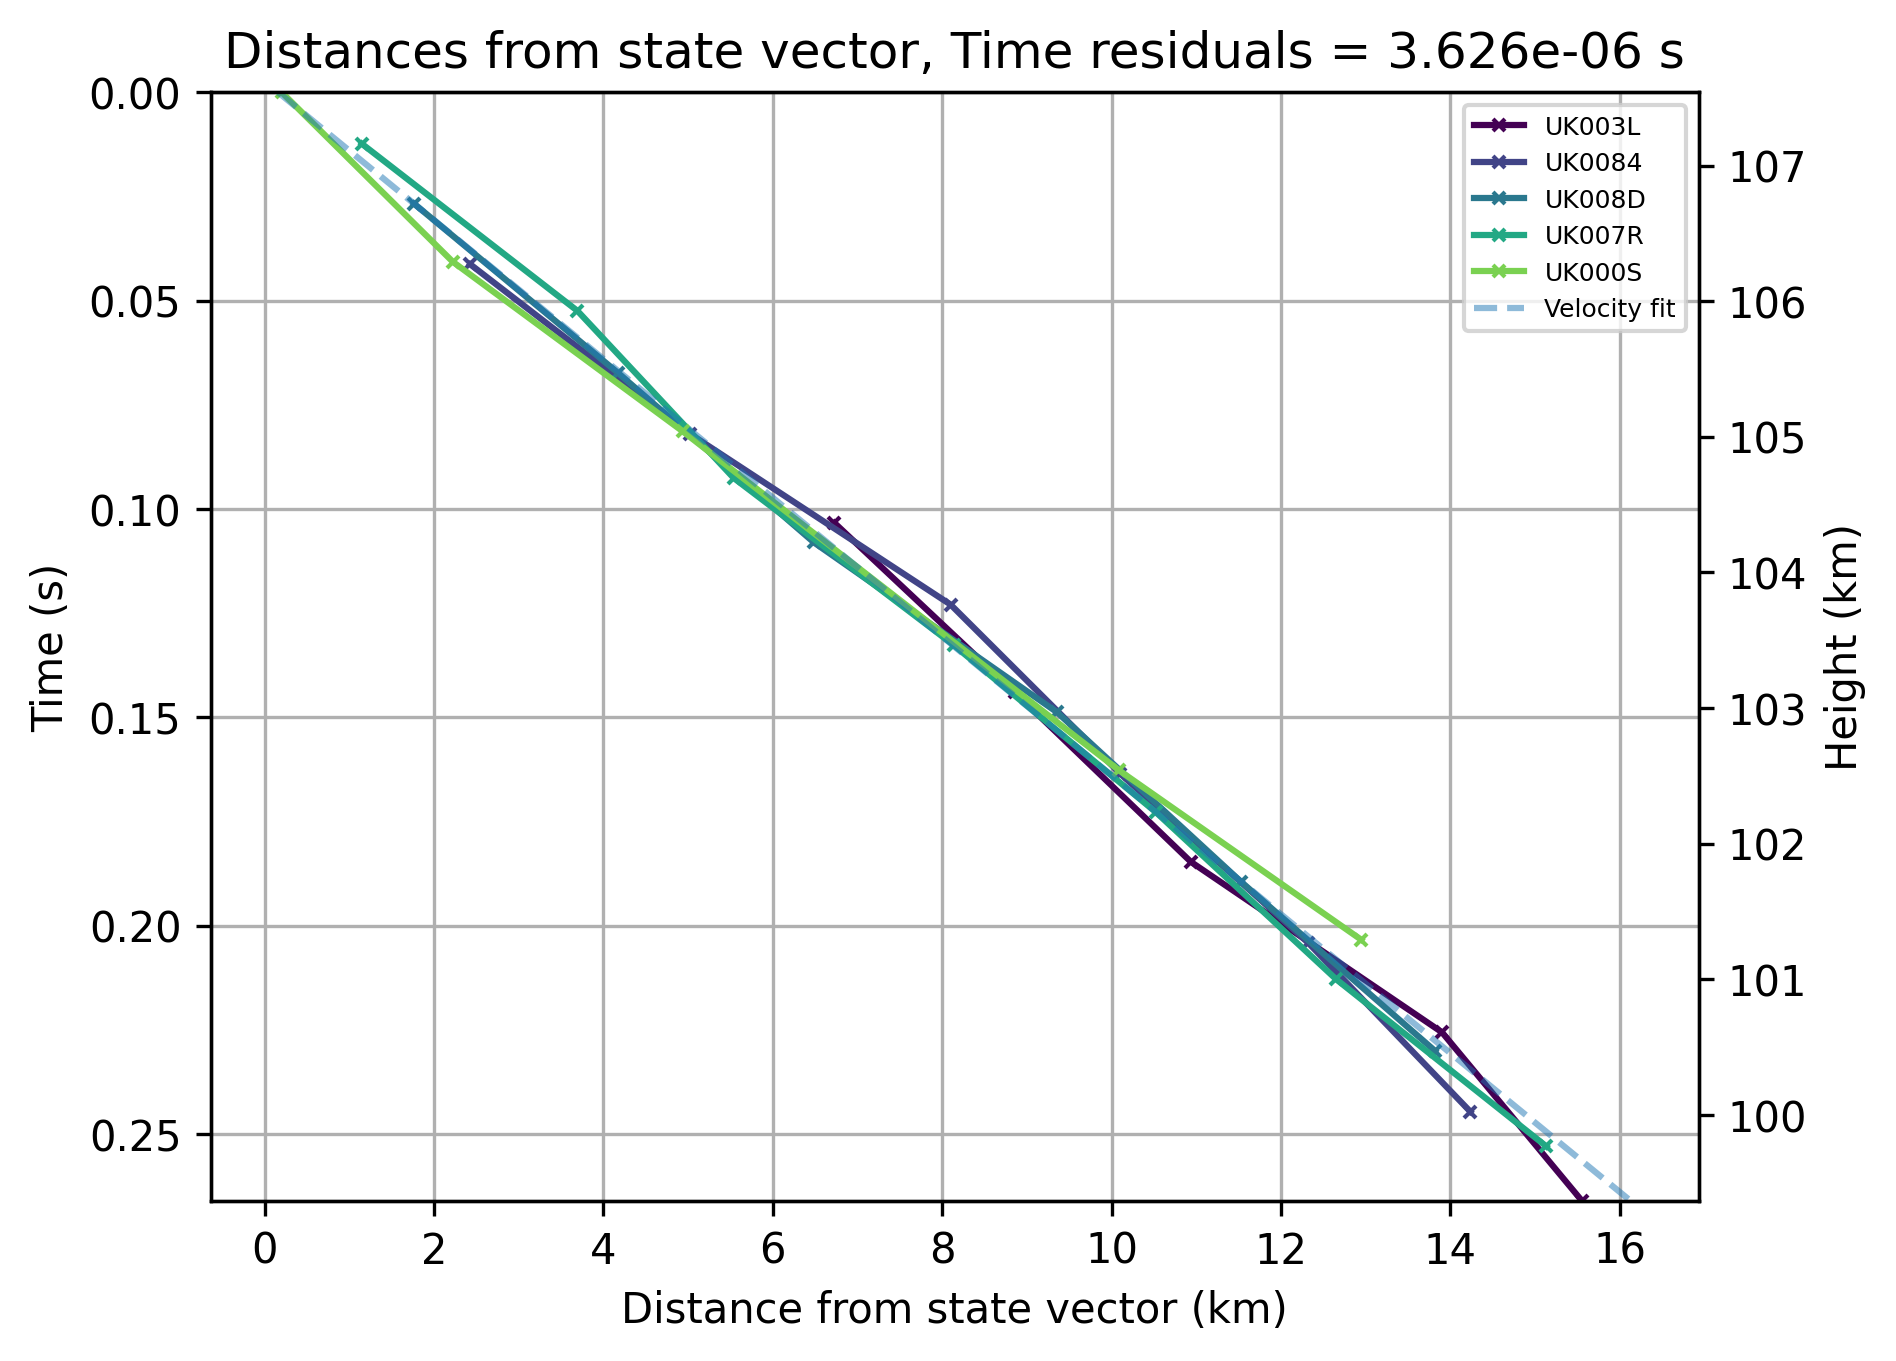 Distances from state vector, Time residuals = 3.626e-06 s
0.00
0.05
0.10
0.15
0.20
0.25
Time (s)
UK003L
UK0084
UK008D
UK007R
UK000S
Velocity fit
107
106
105
104
103
102
101
100
Height (km)
0 2 4 6 8 10 12 14 16
Distance from state vector (km)